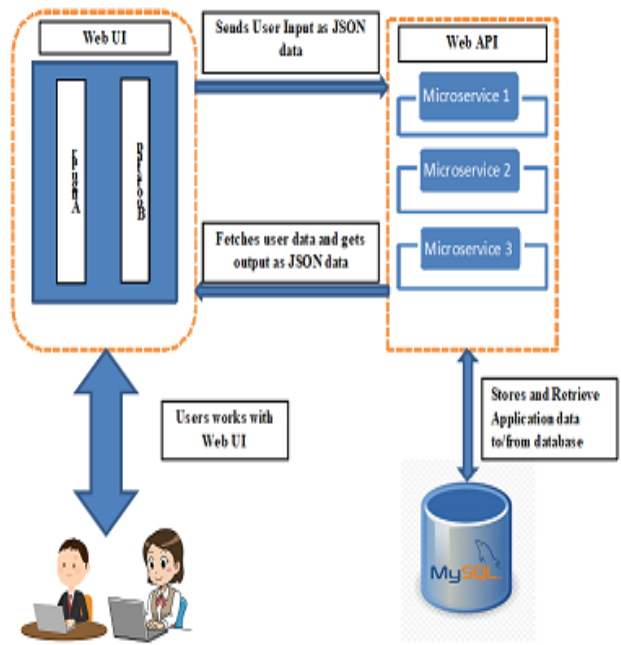 Web UI
Sends User Input as JSON
data
Web API
Microservice 1
Microservice 2
Microservice 3
Fetches user data and gets
output as JSON data
Users works with
Web UI
Stores and Retrieve
Application data
to/from database
MySQL